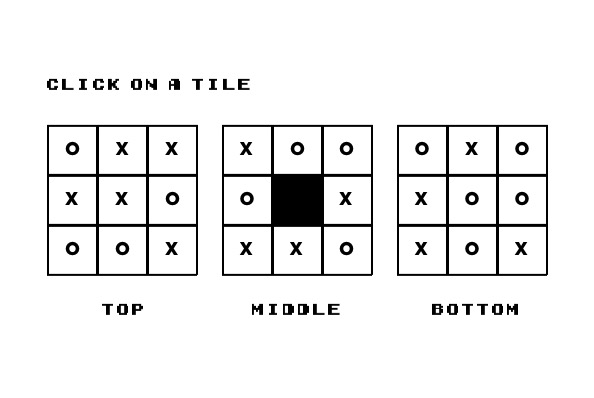 CLICK ON A TILE
O X X X O O O X O
X X O O X X O O
O O X X X O X O X
TOP MIDDLE BOTTOM